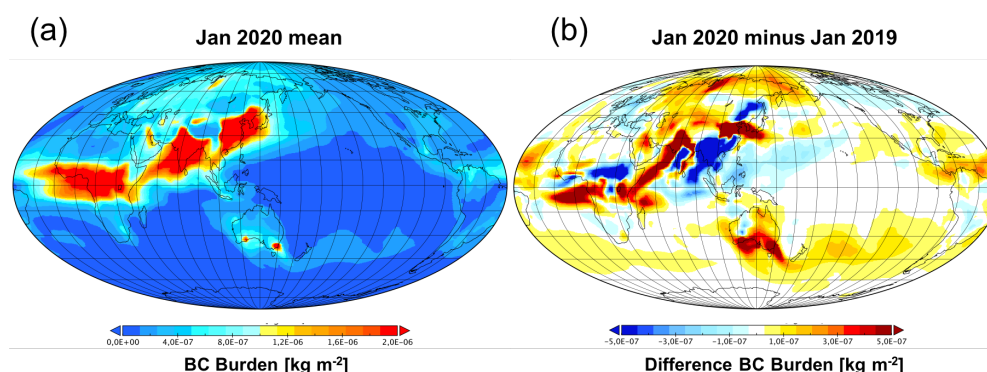 (a)
Jan 2020 mean
0,0E+00 4,0E-07 8,0E-07 1,2E-06 1,6E-06 2,0E-06
BC Burden [kg m-2]
(b)
Jan 2020 minus Jan 2019
-5,0E-07 -3,0E-07 -1,0E-07 1,0E-07 3,0E-07 5,0E-07
Difference BC Burden [kg m-2]